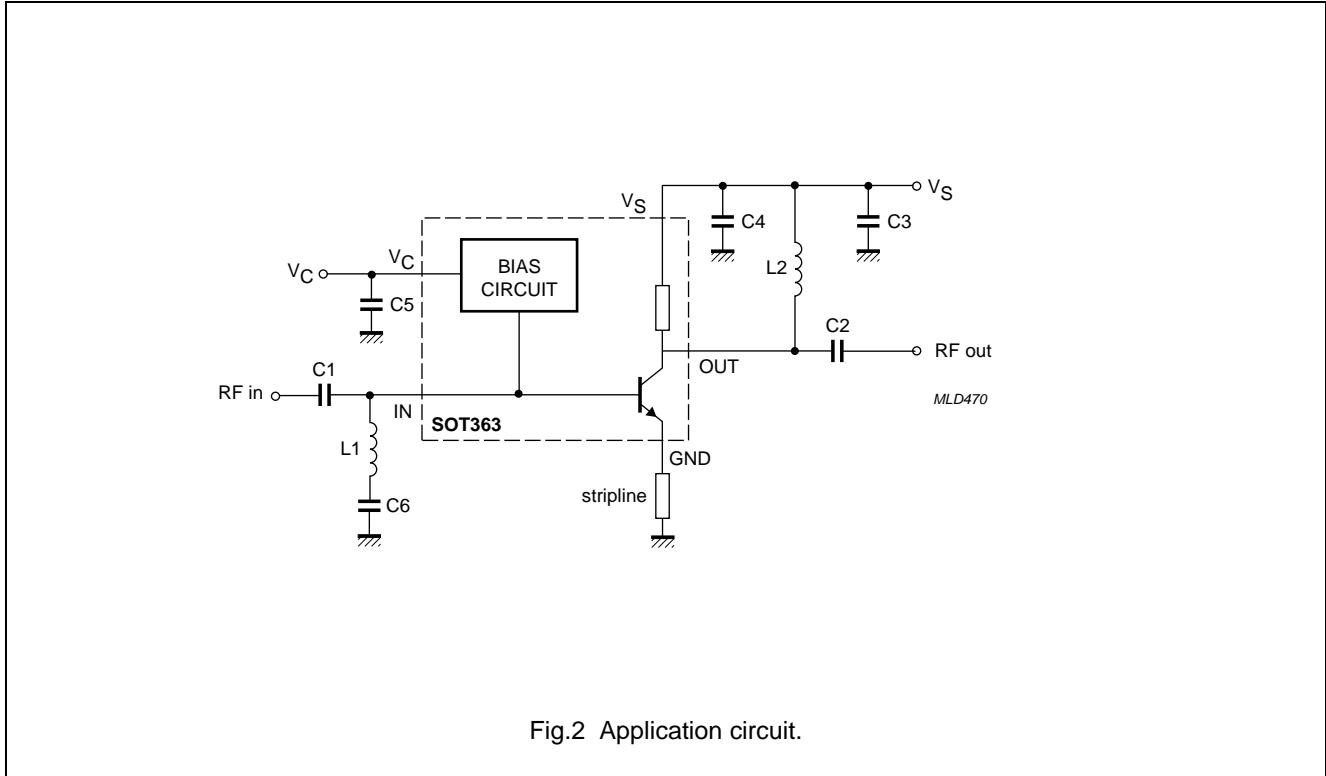 VS
VS
C4
C3
VC
VC
BIAS
CIRCUIT
L2
C5
C2
RF out
C1
OUT
RF in
IN
SOT363
MLD470
L1
GND
stripline
C6
Fig.2 Application circuit.